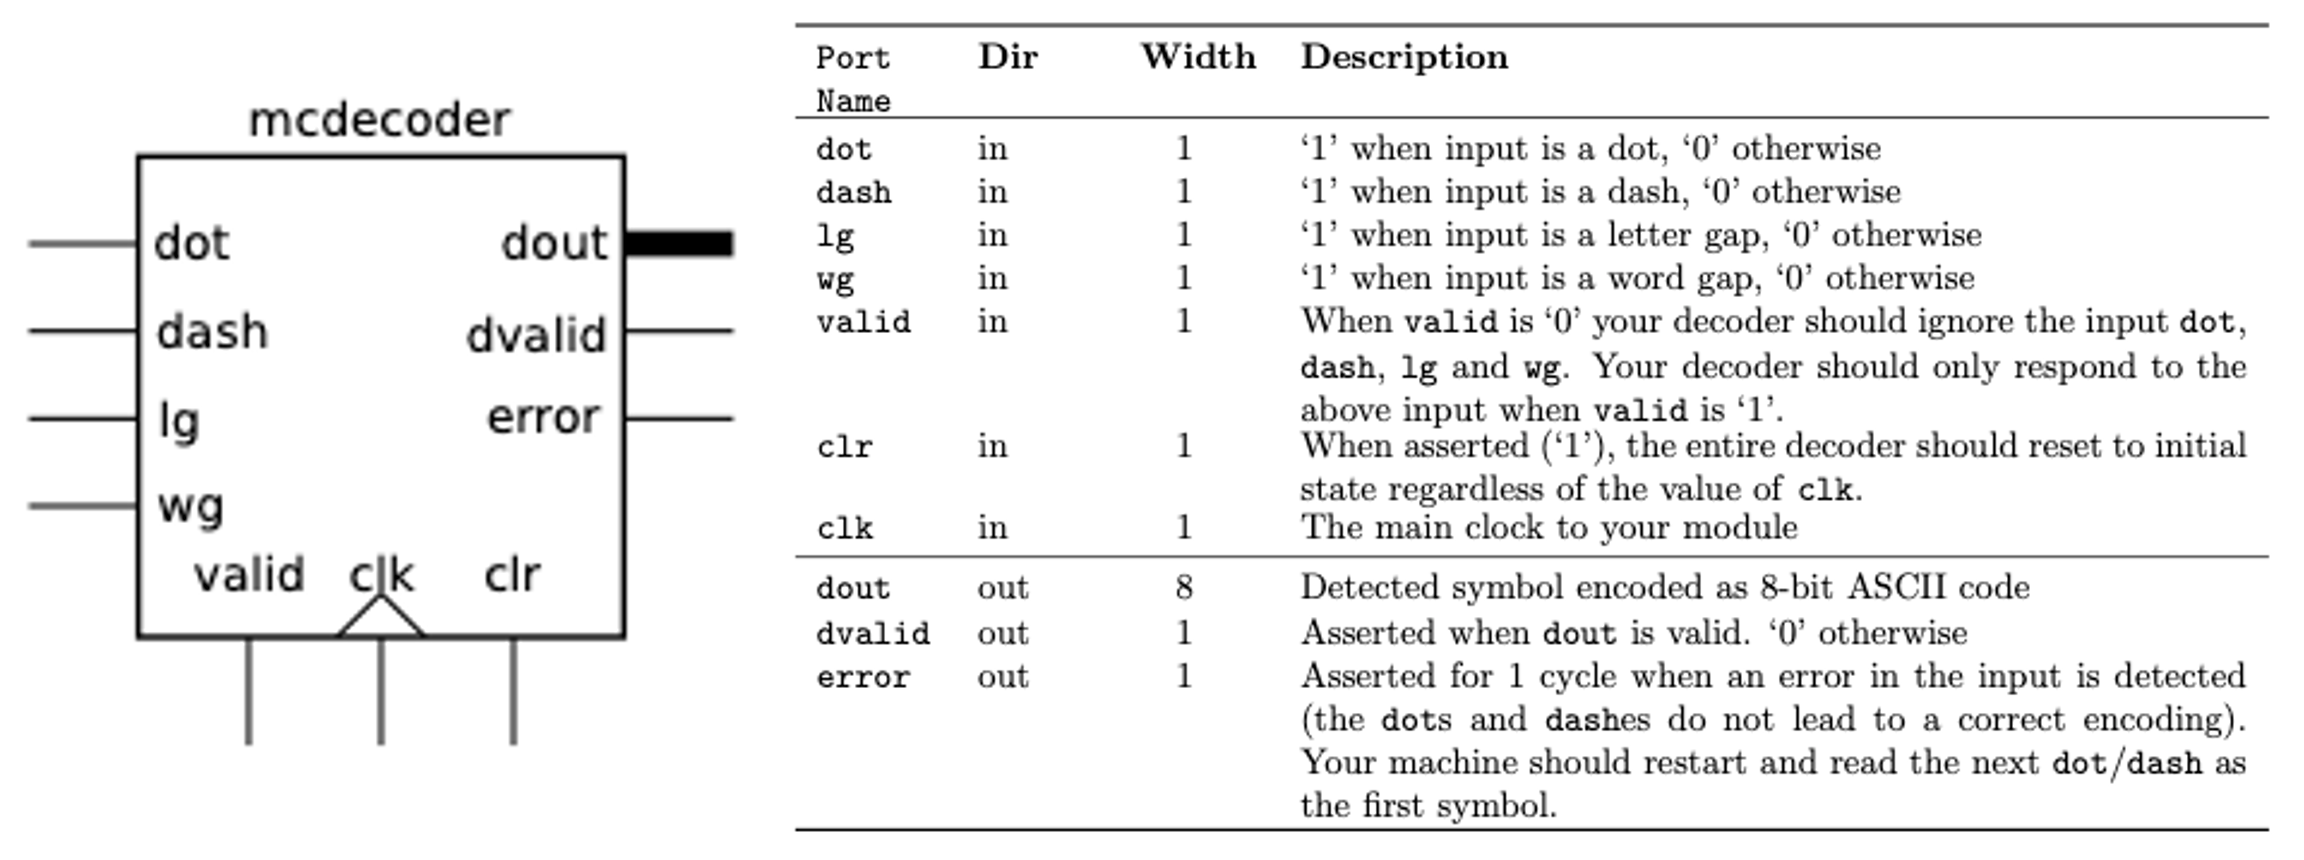 mcdecoder
dot
dout
dash
dvalid
lg
error
wg
valid clk clr
Port Dir Width Description
Name
dot in 1 ‘1’ when input is a dot, ‘0’ otherwise
dash in 1 ‘1’ when input is a dash, ‘0’ otherwise
lg in 1 ‘1’ when input is a letter gap, ‘0’ otherwise
wg in 1 ‘1’ when input is a word gap, ‘0’ otherwise
valid in 1 When valid is ‘0’ your decoder should ignore the input dot,
dash, lg and wg. Your decoder should only respond to the
above input when valid is ‘1’.
clr in 1 When asserted (‘1’), the entire decoder should reset to initial
state regardless of the value of clk.
clk in 1 The main clock to your module
dout out 8 Detected symbol encoded as 8-bit ASCII code
dvalid out 1 Asserted when dout is valid. ‘0’ otherwise
error out 1 Asserted for 1 cycle when an error in the input is detected
(the dots and dashes do not lead to a correct encoding).
Your machine should restart and read the next dot/dash as
the first symbol.